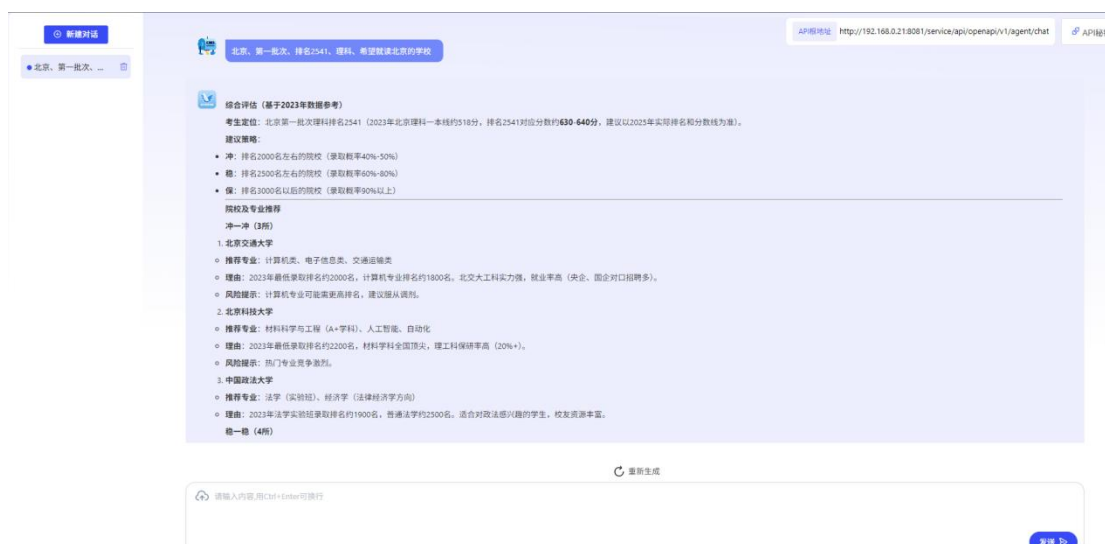 新建对话
北京、第一批次、...
北京、第一批次、排名2541、理科、希望就读北京的学校
API根地址 http://192.168.0.21:8081/service/api/openapi/v1/agent/chat
API秘
综合评估（基于2023年数据参考）
考生定位：北京第一批次理科排名2541（2023年北京理科一本线约518分，排名2541对应分数约630-640分，建议以2025年实际排名和分数线为准）。
建议策略：
• 冲：排名2000名左右的院校（录取概率40%-50%）
• 稳：排名2500名左右的院校（录取概率60%-80%）
• 保：排名3000名以后的院校（录取概率90%以上）
院校及专业推荐
冲一冲（3所）
1. 北京交通大学
○ 推荐专业：计算机类、电子信息类、交通运输类
○ 理由：2023年最低录取排名约2000名，计算机专业排名约1800名，北交大工科实力强，就业率高（央企、国企对口招聘多）。
○ 风险提示：计算机专业可能需更高排名，建议服从调剂。
2. 北京科技大学
○ 推荐专业：材料科学与工程（A+学科）、人工智能、自动化
○ 理由：2023年最低录取排名约2200名，材料学科全国顶尖，理工科保研率高（20%+）。
○ 风险提示：热门专业竞争激烈。
3. 中国政法大学
○ 推荐专业：法学（实验班）、经济学（法律经济学方向）
○ 理由：2023年法学实验班录取排名约1900名，普通法学约2500名。适合对政法感兴趣的学生，校友资源丰富。
稳一稳（4所）
重新生成
请输入内容,用Ctrl+Enter可换行
发送